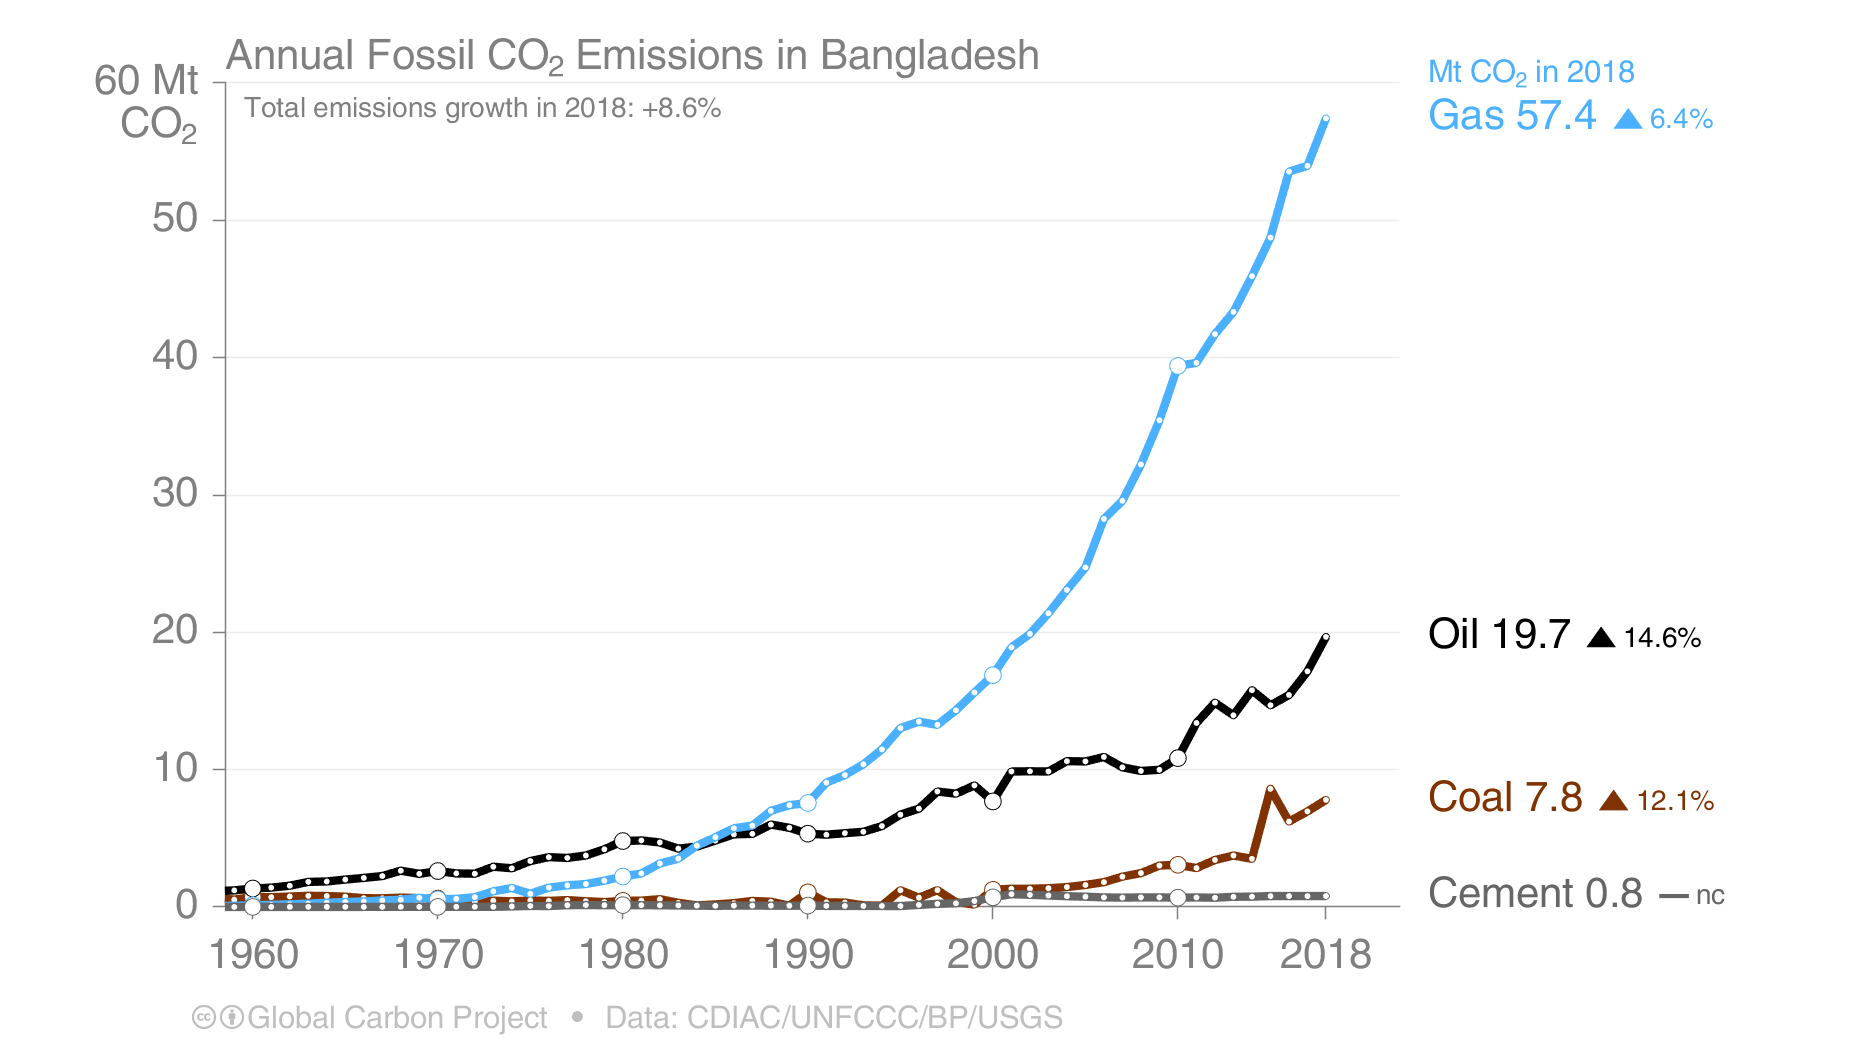 Annual Fossil CO₂ Emissions in Bangladesh
60 Mt
CO₂
Total emissions growth in 2018: +8.6%
50
40
30
20
10
0
1960 1970 1980 1990 2000 2010 2018
Mt CO₂ in 2018
Gas 57.4 ▲ 6.4%
Oil 19.7 ▲ 14.6%
Coal 7.8 ▲ 12.1%
Cement 0.8 — nc
cc Global Carbon Project • Data: CDIAC/UNFCCC/BP/USGS